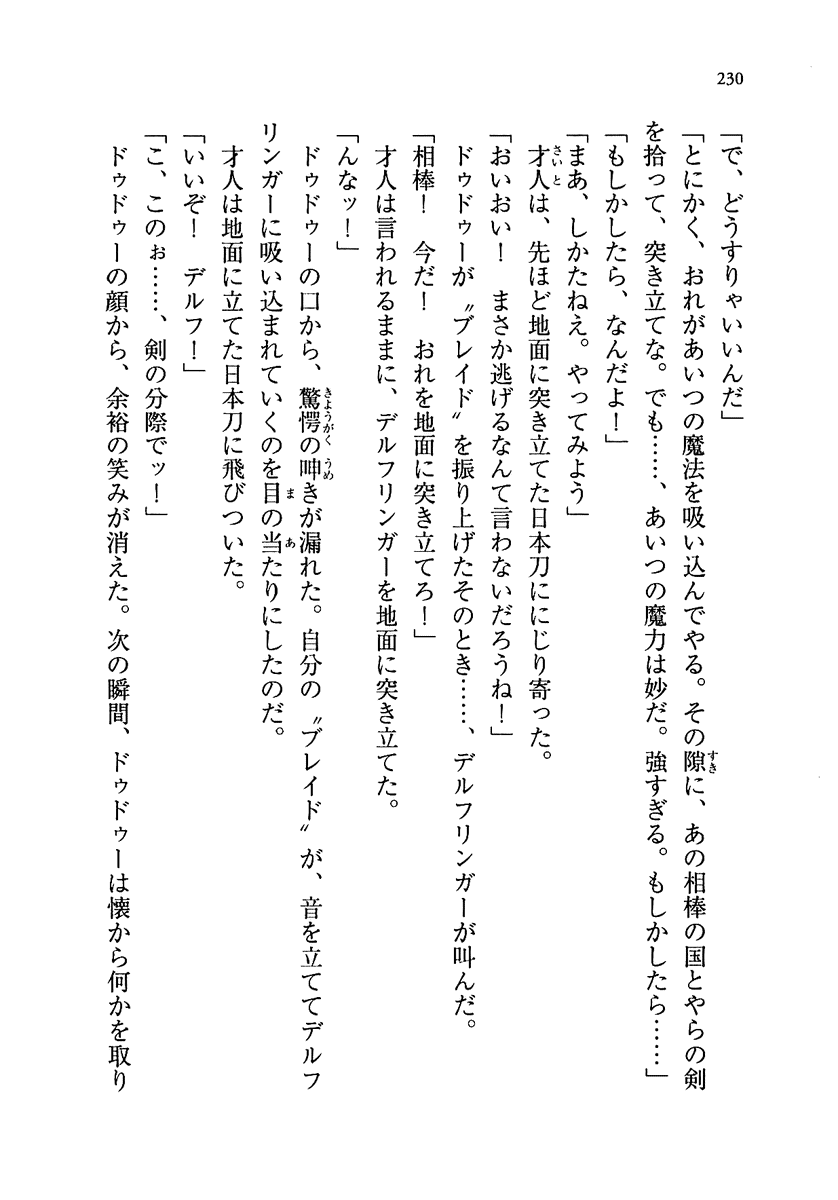 230
「で、どうすりゃいいんだ」
「とにかく、おれがあいつの魔法を吸い込んでやる。その隙に、あの相棒の国とやらの剣
を拾って、突き立てな。でも……、あいつの魔力は妙だ。強すぎる。もしかしたら……」
「もしかしたら、なんだよ！」
「まあ、しかたねえ。やってみよう」
才人は、先ほど地面に突き立てた日本刀ににじり寄った。
「おいおい！　まさか逃げるなんて言わないだろうね！」
ドゥドゥーが〝ブレイド〟を振り上げたそのとき……、デルフリンガーが叫んだ。
「相棒！　今だ！　おれを地面に突き立てろ！」
才人は言われるままに、デルフリンガーを地面に突き立てた。
「んなッ！」
ドゥドゥーの口から、驚愕の呻きが漏れた。自分の〝ブレイド〟が、音を立ててデルフ
リンガーに吸い込まれていくのを目の当たりにしたのだ。
才人は地面に立てた日本刀に飛びついた。
「いいぞ！　デルフ！」
「こ、このぉ……、剣の分際でッ！」
ドゥドゥーの顔から、余裕の笑みが消えた。次の瞬間、ドゥドゥーは懐から何かを取り